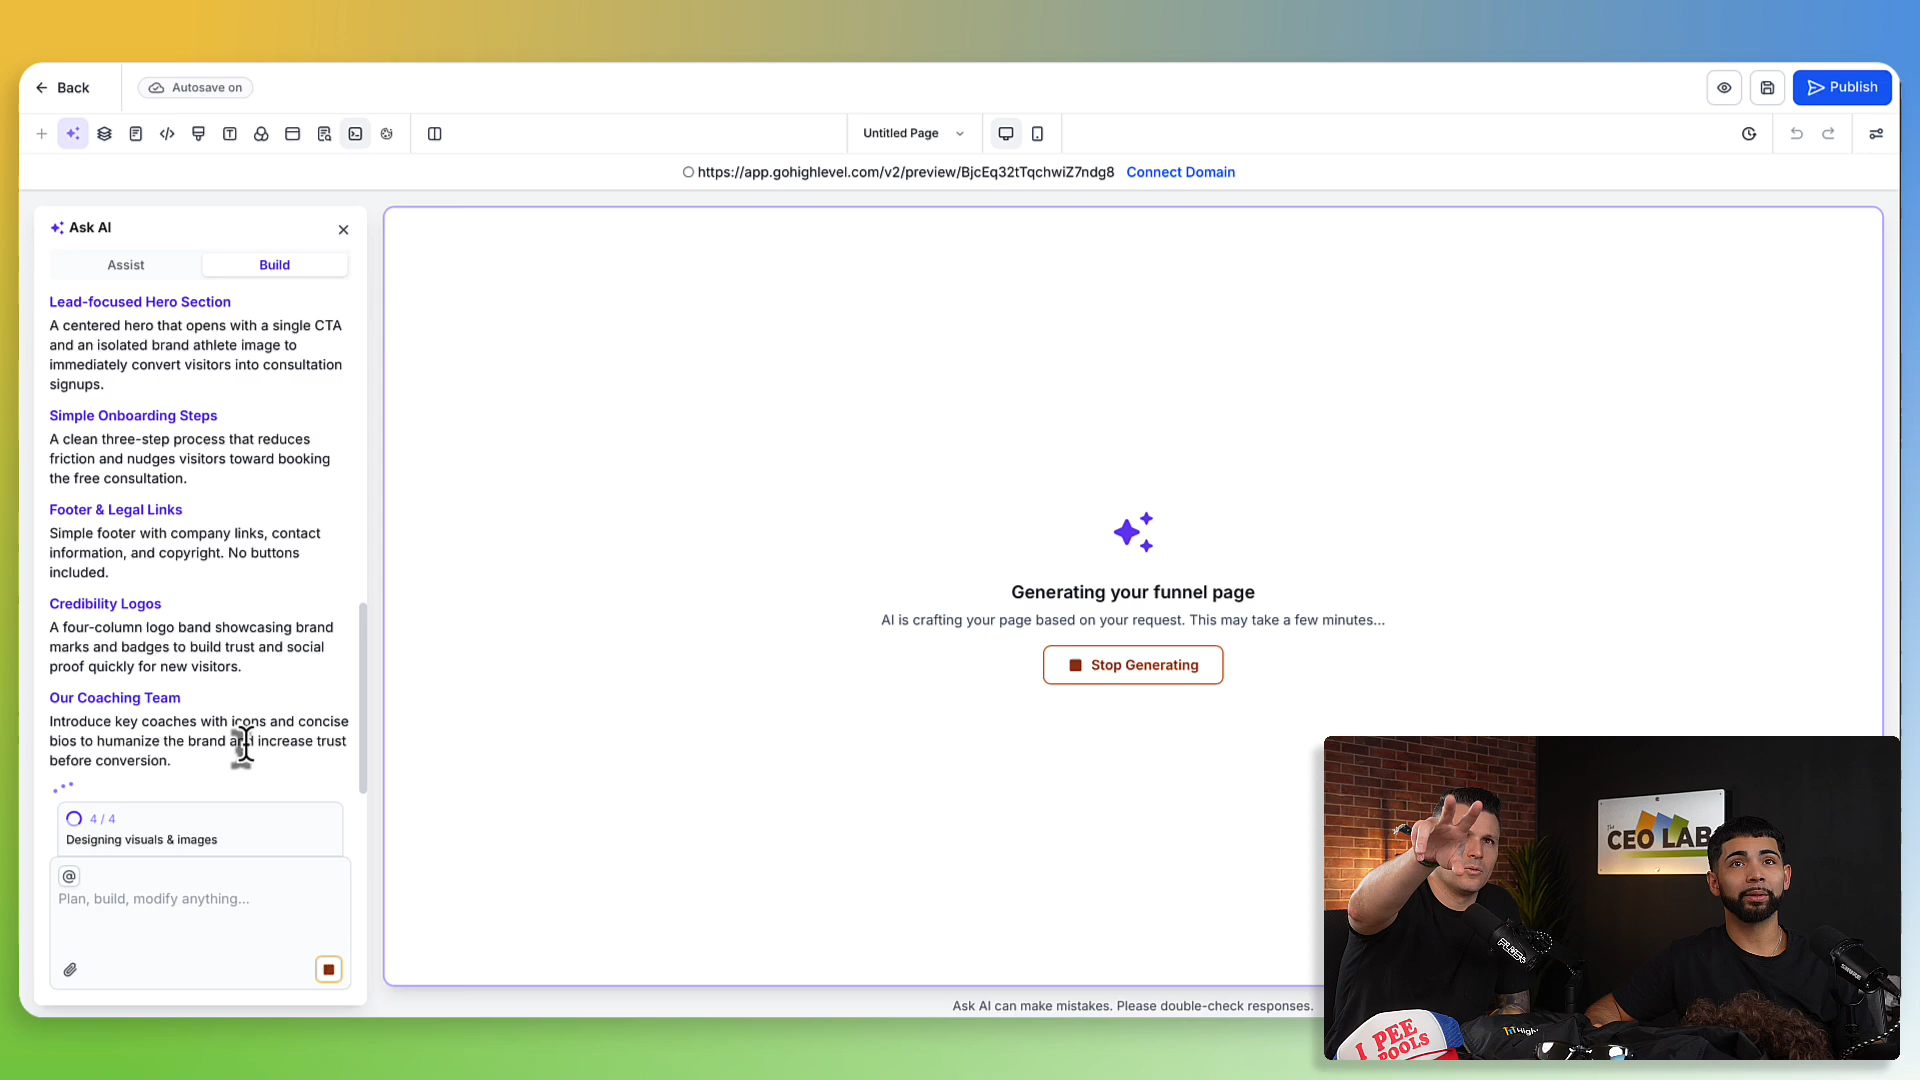 Back
Autosave on
Publish
Untitled Page
https://app.gohighlevel.com/v2/preview/BjcEq32tTqchwiZ7ndg8 Connect Domain
Ask AI
Assist
Build
Lead-focused Hero Section
A centered hero that opens with a single CTA
and an isolated brand athlete image to
immediately convert visitors into consultation
signups.
Simple Onboarding Steps
A clean three-step process that reduces
friction and nudges visitors toward booking
the free consultation.
Footer & Legal Links
Simple footer with company links, contact
information, and copyright. No buttons
included.
Credibility Logos
A four-column logo band showcasing brand
marks and badges to build trust and social
proof quickly for new visitors.
Our Coaching Team
Introduce key coaches with icons and concise
bios to humanize the brand and increase trust
before conversion.
4 / 4
Designing visuals & images
@
Plan, build, modify anything...
Generating your funnel page
AI is crafting your page based on your request. This may take a few minutes...
Stop Generating
Ask AI can make mistakes. Please double-check responses.
The
CEO LAB
I PEE
POOLS